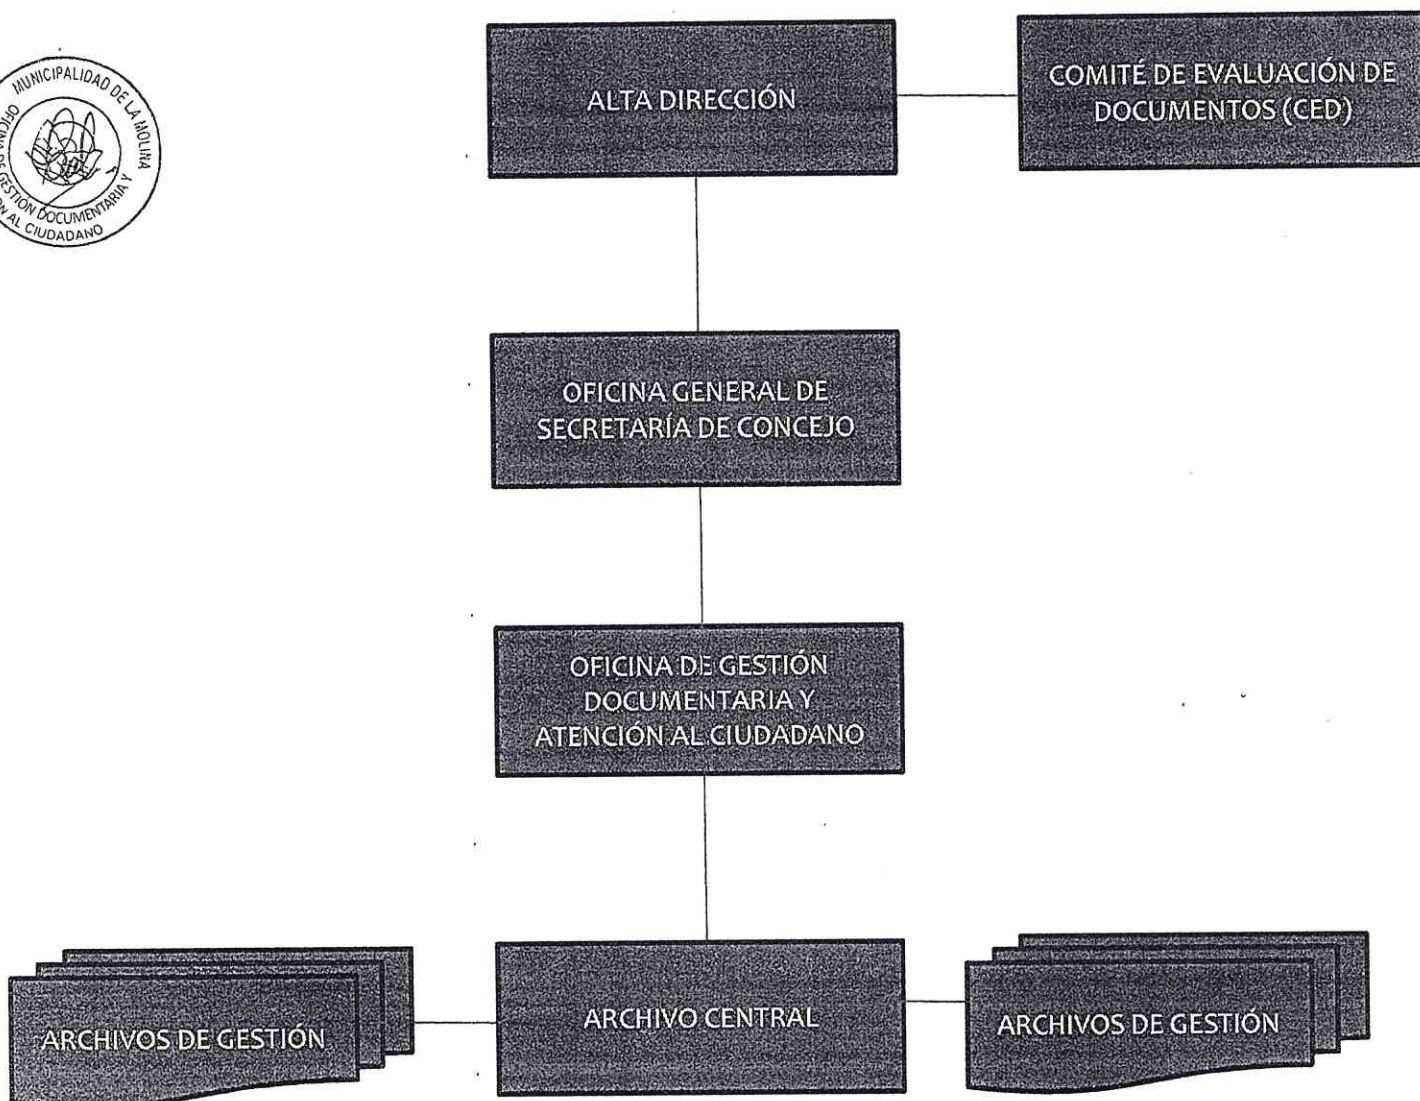 MUNICIPALIDAD DE LA MOLINA
OFICINA DE GESTION DOCUMENTARIA Y
AL CIUDADANO
ALTA DIRECCIÓN
COMITÉ DE EVALUACIÓN DE
DOCUMENTOS (CED)
OFICINA GENERAL DE
SECRETARÍA DE CONCEJO
OFICINA DE GESTIÓN
DOCUMENTARIA Y
ATENCIÓN AL CIUDADANO
ARCHIVOS DE GESTIÓN
ARCHIVO CENTRAL
ARCHIVOS DE GESTIÓN